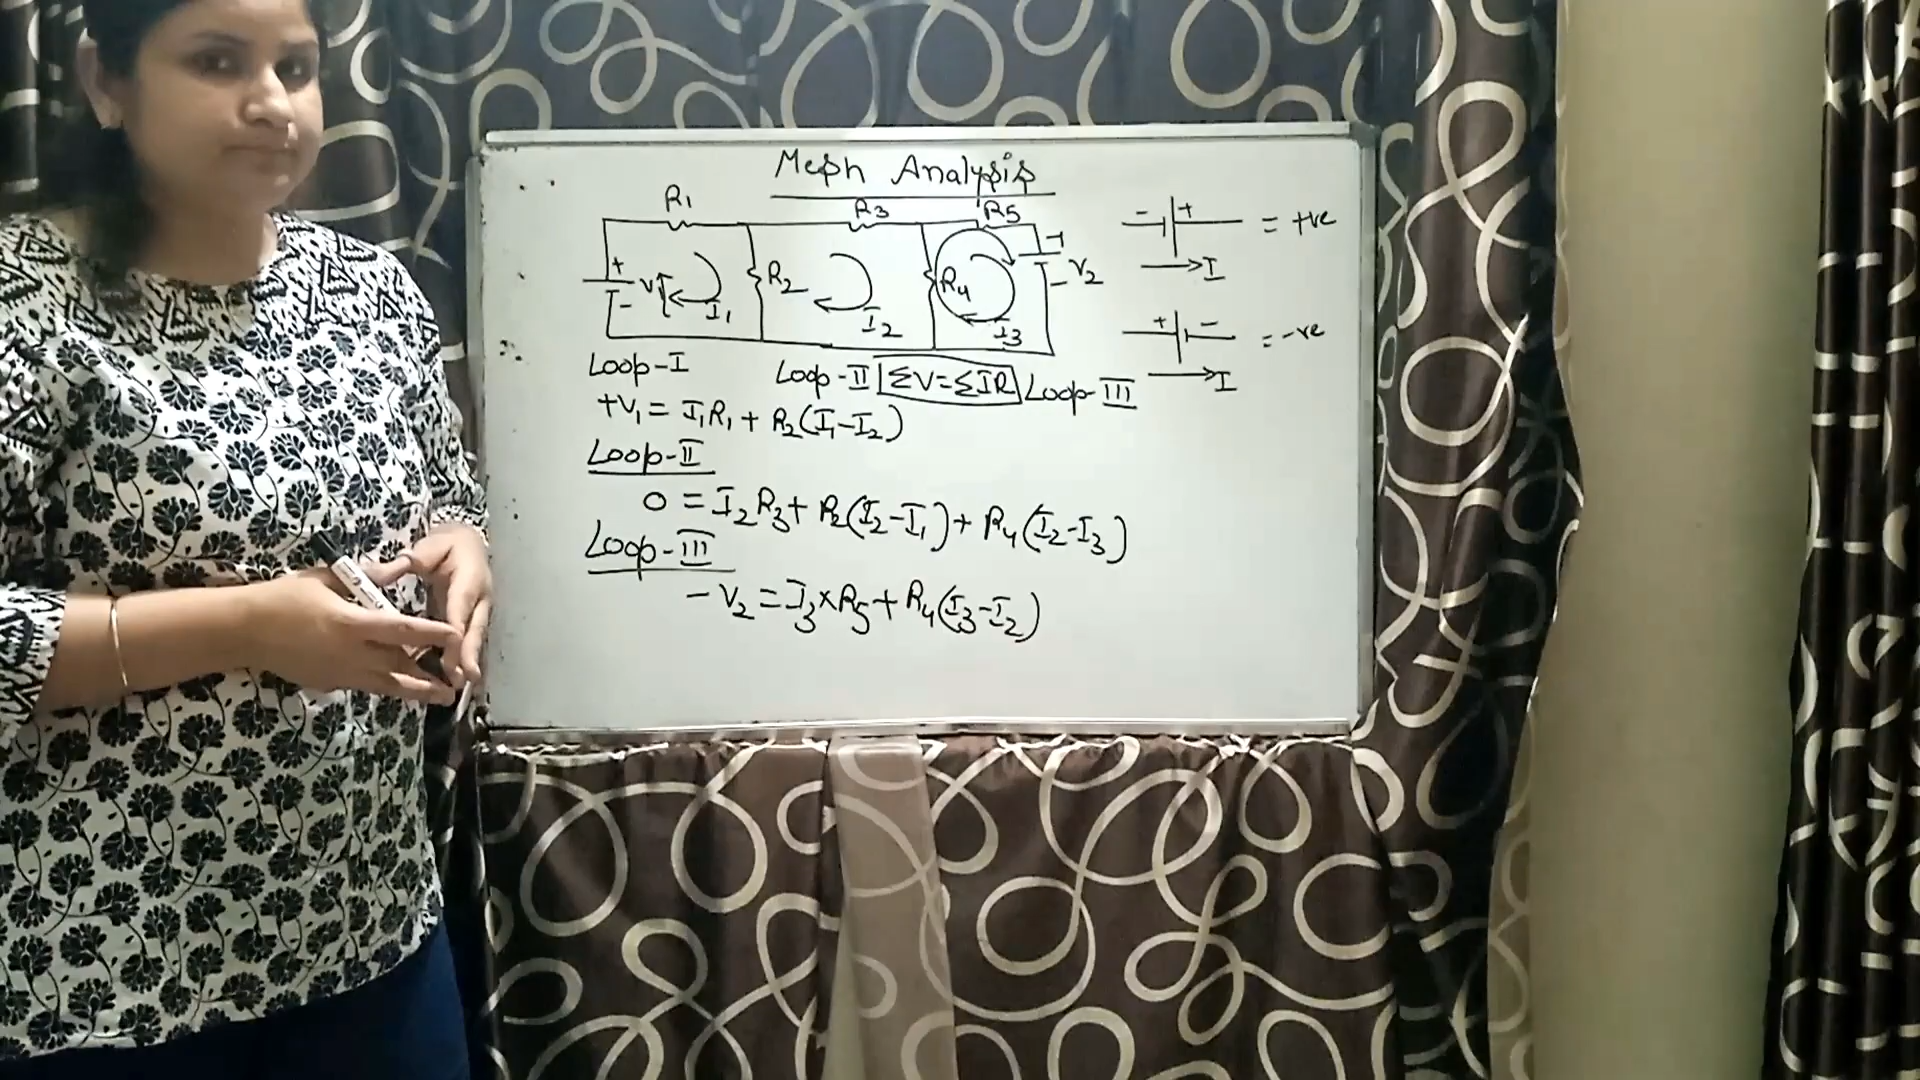 Mesh Analysis
R1 R3 R5
- + = +ve
I
+ - V1 I1 R2 I2 R4 I3 + - V2
+ - = -ve
I
Loop-I Loop-II ΣV=ΣIR Loop-III
+V₁ = I₁R₁ + R₂(I₁-I₂)
Loop-II
0 = I₂R₃ + R₂(I₂-I₁) + R₄(I₂-I₃)
Loop-III
-V₂ = I₃×R₅ + R₄(I₃-I₂)